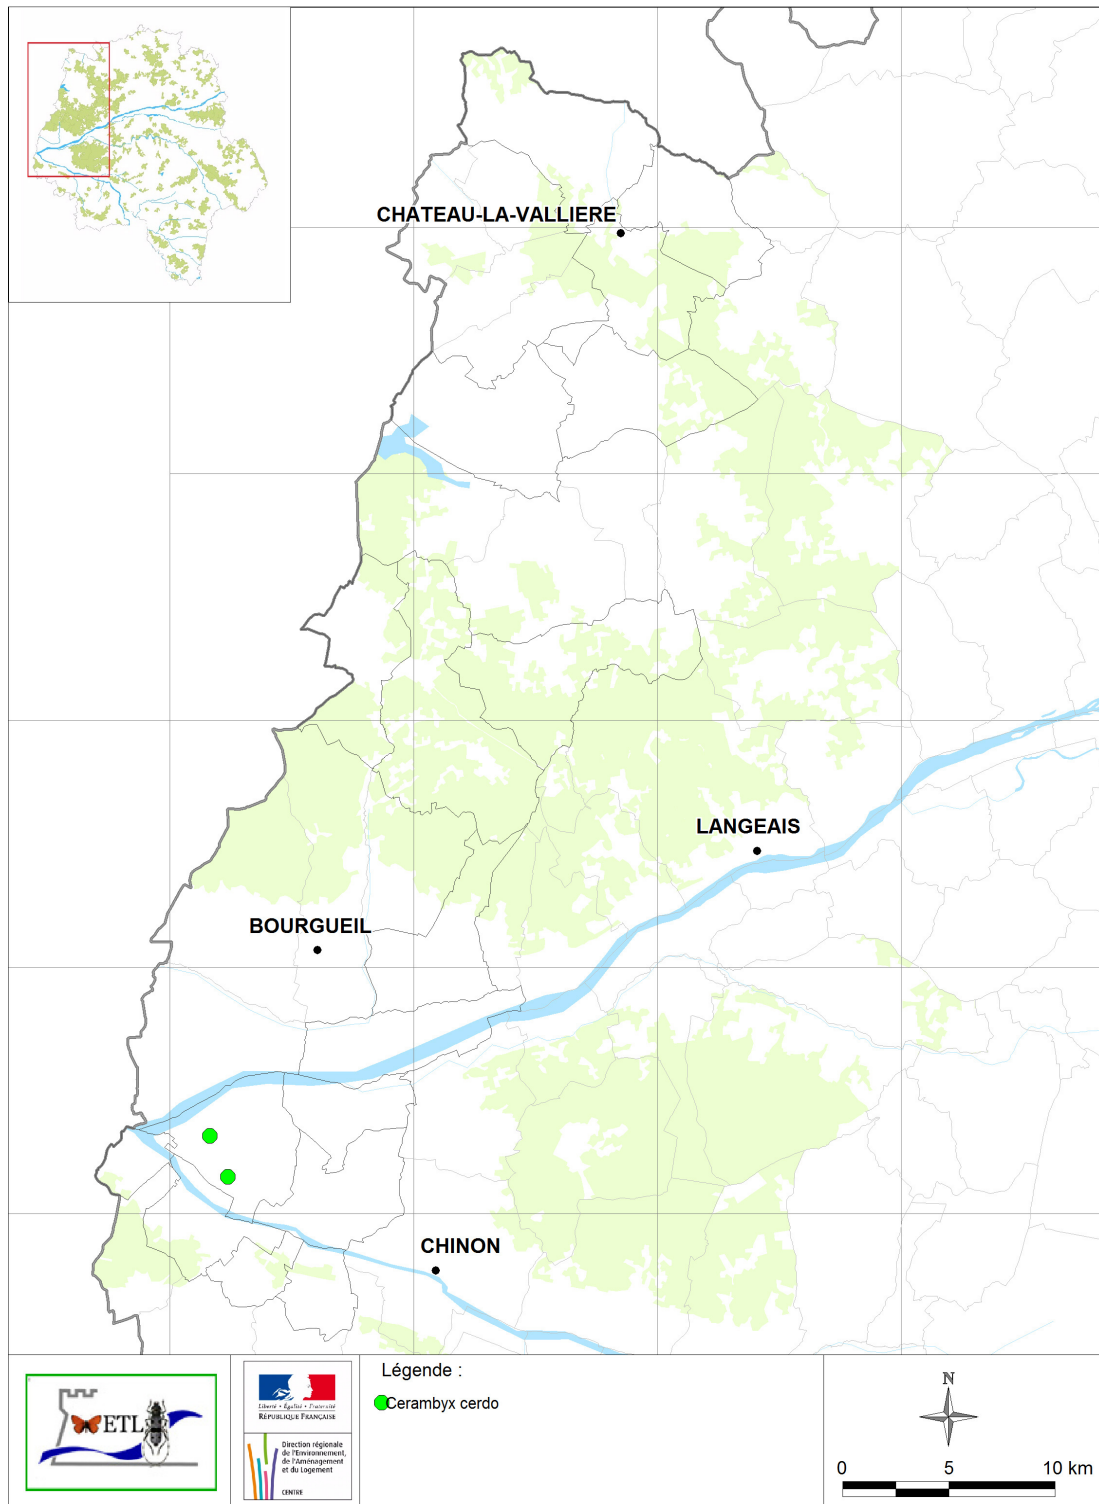 CHATEAU-LA-VALLIERE
LANGEAIS
BOURGUEIL
CHINON
ETL
Liberté • Égalité • Fraternité
RÉPUBLIQUE FRANÇAISE
Direction régionale
de l'Environnement,
de l'Aménagement
et du Logement
CENTRE
Légende :
Cerambyx cerdo
N
0 5 10 km